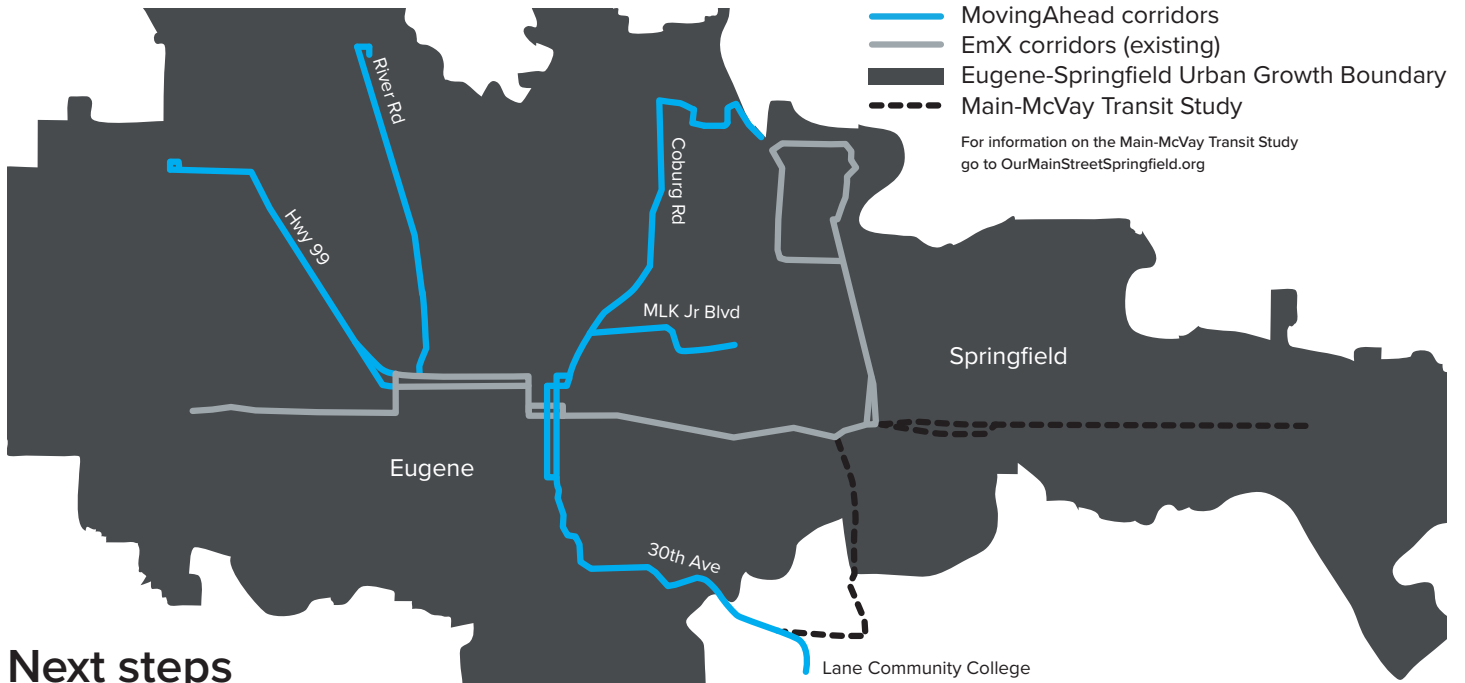 MovingAhead corridors
EmX corridors (existing)
Eugene-Springfield Urban Growth Boundary
Main-McVay Transit Study
For information on the Main-McVay Transit Study
go to OurMainStreetSpringfield.org
River Rd
Coburg Rd
Hwy 99
MLK Jr Blvd
Springfield
Eugene
30th Ave
Next steps
Lane Community College